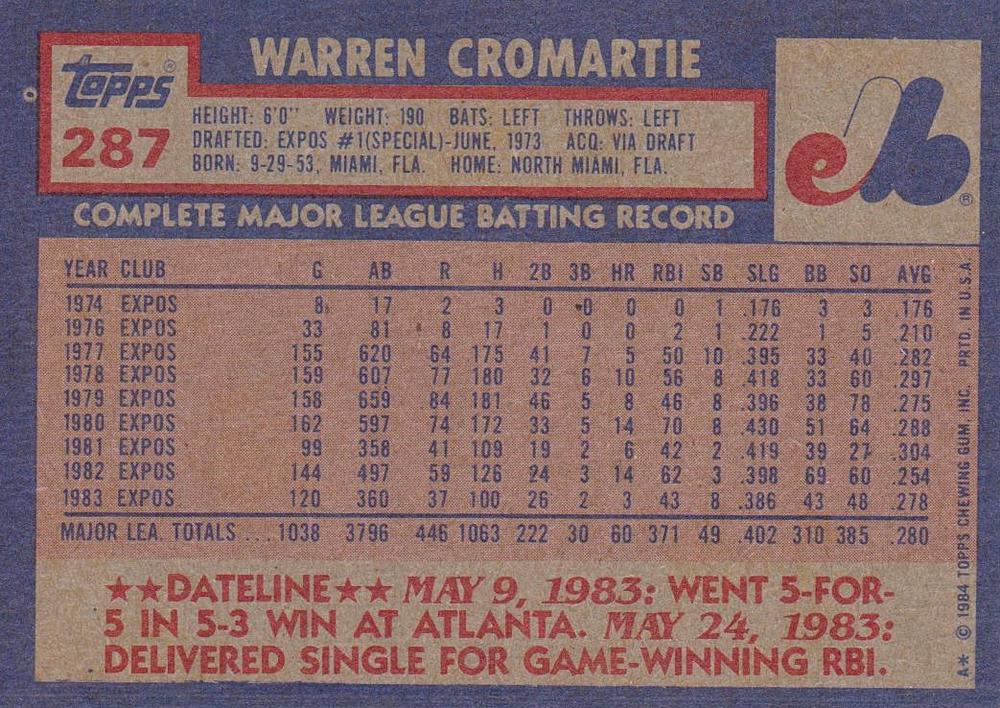 WARREN CROMARTIE
Topps®
287
HEIGHT: 6'0" WEIGHT: 190 BATS: LEFT THROWS: LEFT
DRAFTED: EXPOS #1(SPECIAL)-JUNE, 1973 ACQ: VIA DRAFT
BORN: 9-29-53, MIAMI, FLA. HOME: NORTH MIAMI, FLA.
eb®
COMPLETE MAJOR LEAGUE BATTING RECORD
YEAR CLUB G AB R H 2B 3B HR RBI SB SLG BB SO AVG
1974 EXPOS 8 17 2 3 0 0 0 0 1 .176 3 3 .176
1976 EXPOS 33 81 8 17 1 0 0 2 1 .222 1 5 .210
1977 EXPOS 155 620 64 175 41 7 5 50 10 .395 33 40 .282
1978 EXPOS 159 607 77 180 32 6 10 56 8 .418 33 60 .297
1979 EXPOS 158 659 84 181 46 5 8 46 8 .396 38 78 .275
1980 EXPOS 162 597 74 172 33 5 14 70 8 .430 51 64 .288
1981 EXPOS 99 358 41 109 19 2 6 42 2 .419 39 27 .304
1982 EXPOS 144 497 59 126 24 3 14 62 3 .398 69 60 .254
1983 EXPOS 120 360 37 100 26 2 3 43 8 .386 43 48 .278
MAJOR LEA. TOTALS ... 1038 3796 446 1063 222 30 60 371 49 .402 310 385 .280
★★DATELINE★★ MAY 9, 1983: WENT 5-FOR-
5 IN 5-3 WIN AT ATLANTA. MAY 24, 1983:
DELIVERED SINGLE FOR GAME-WINNING RBI.
A* © 1984 TOPPS CHEWING GUM, INC. PRTD. IN U.S.A.